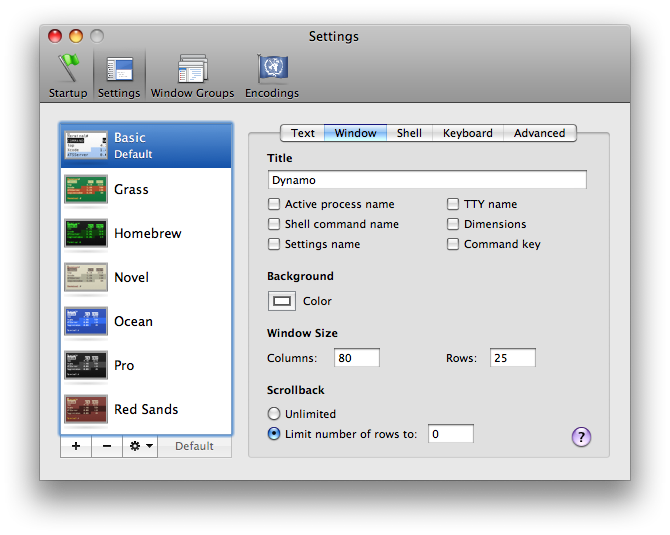 Settings
Startup Settings Window Groups Encodings
Basic
Default
Grass
Homebrew
Novel
Ocean
Pro
Red Sands
+ − Default
Text Window Shell Keyboard Advanced
Title
Dynamo
Active process name TTY name
Shell command name Dimensions
Settings name Command key
Background
Color
Window Size
Columns: 80 Rows: 25
Scrollback
Unlimited
Limit number of rows to: 0
?